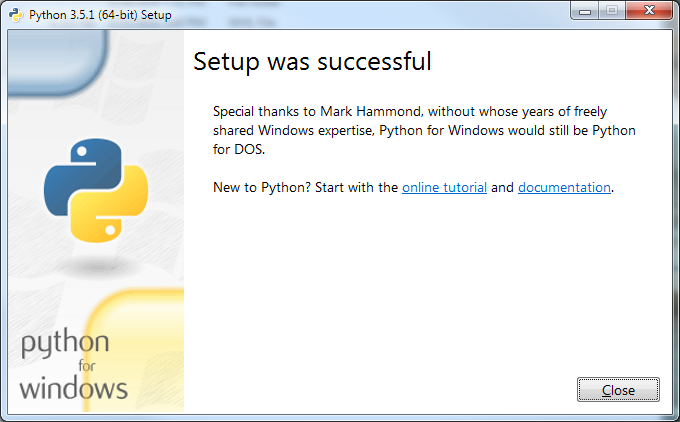 Python 3.5.1 (64-bit) Setup
Setup was successful
Special thanks to Mark Hammond, without whose years of freely
shared Windows expertise, Python for Windows would still be Python
for DOS.
New to Python? Start with the online tutorial and documentation.
python
for
windows
Close